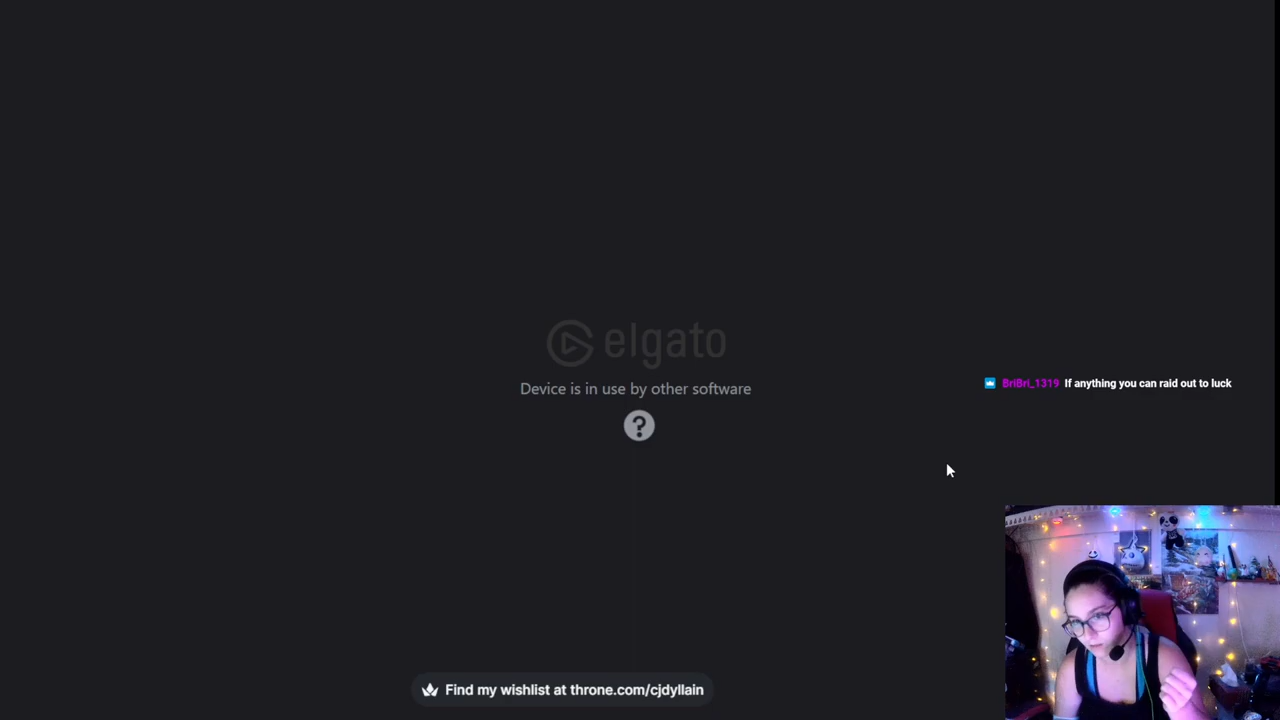 elgato
Device is in use by other software
?
BriBri_1319 If anything you can raid out to luck
Find my wishlist at throne.com/cjdyllain